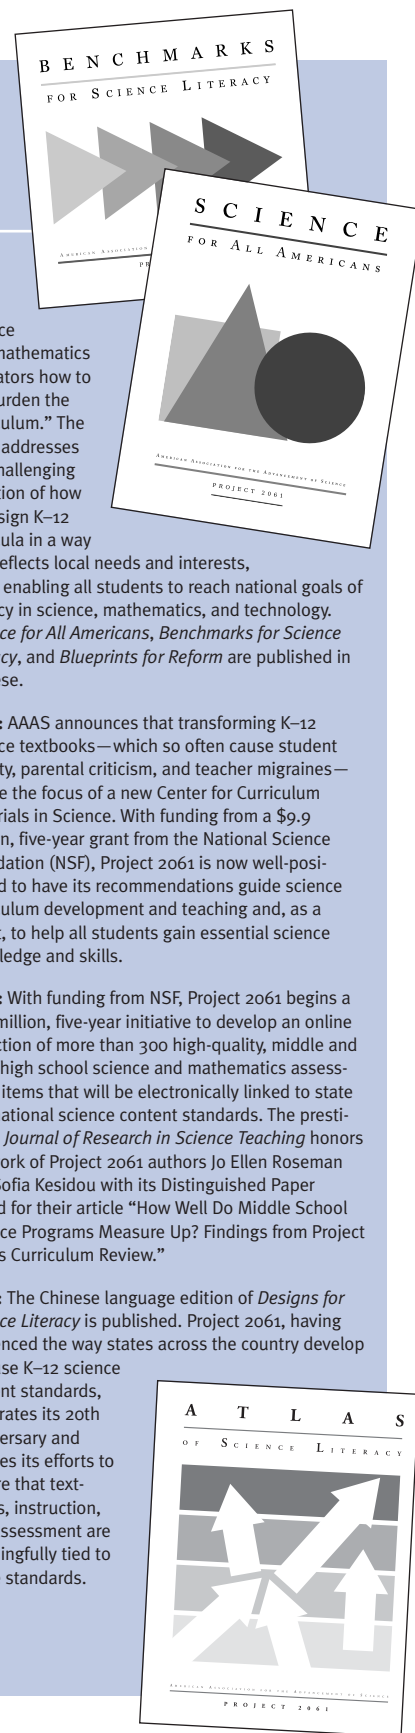 BENCHMARKS
FOR SCIENCE LITERACY
AMERICAN ASSOCIATION
PR
SCIENCE
FOR ALL AMERICANS
AMERICAN ASSOCIATION FOR THE ADVANCEMENT OF SCIENCE
PROJECT 2061
ce
mathematics
ators how to
urden the
ulum.” The
addresses
hallenging
tion of how
sign K–12
ula in a way
eflects local needs and interests,
enabling all students to reach national goals of
cy in science, mathematics, and technology.
ce for All Americans, Benchmarks for Science
cy, and Blueprints for Reform are published in
ese.
: AAAS announces that transforming K–12
ce textbooks—which so often cause student
ty, parental criticism, and teacher migraines—
e the focus of a new Center for Curriculum
rials in Science. With funding from a $9.9
n, five-year grant from the National Science
dation (NSF), Project 2061 is now well-posi-
d to have its recommendations guide science
ulum development and teaching and, as a
t, to help all students gain essential science
ledge and skills.
: With funding from NSF, Project 2061 begins a
million, five-year initiative to develop an online
ction of more than 300 high-quality, middle and
high school science and mathematics assess-
items that will be electronically linked to state
national science content standards. The presti-
Journal of Research in Science Teaching honors
ork of Project 2061 authors Jo Ellen Roseman
Sofia Kesidou with its Distinguished Paper
d for their article “How Well Do Middle School
ce Programs Measure Up? Findings from Project
s Curriculum Review.”
: The Chinese language edition of Designs for
ce Literacy is published. Project 2061, having
enced the way states across the country develop
use K–12 science
nt standards,
rates its 20th
ersary and
es its efforts to
re that text-
s, instruction,
assessment are
ingfully tied to
e standards.
ATLAS
OF SCIENCE LITERACY
AMERICAN ASSOCIATION FOR THE ADVANCEMENT OF SCIENCE
PROJECT 2061